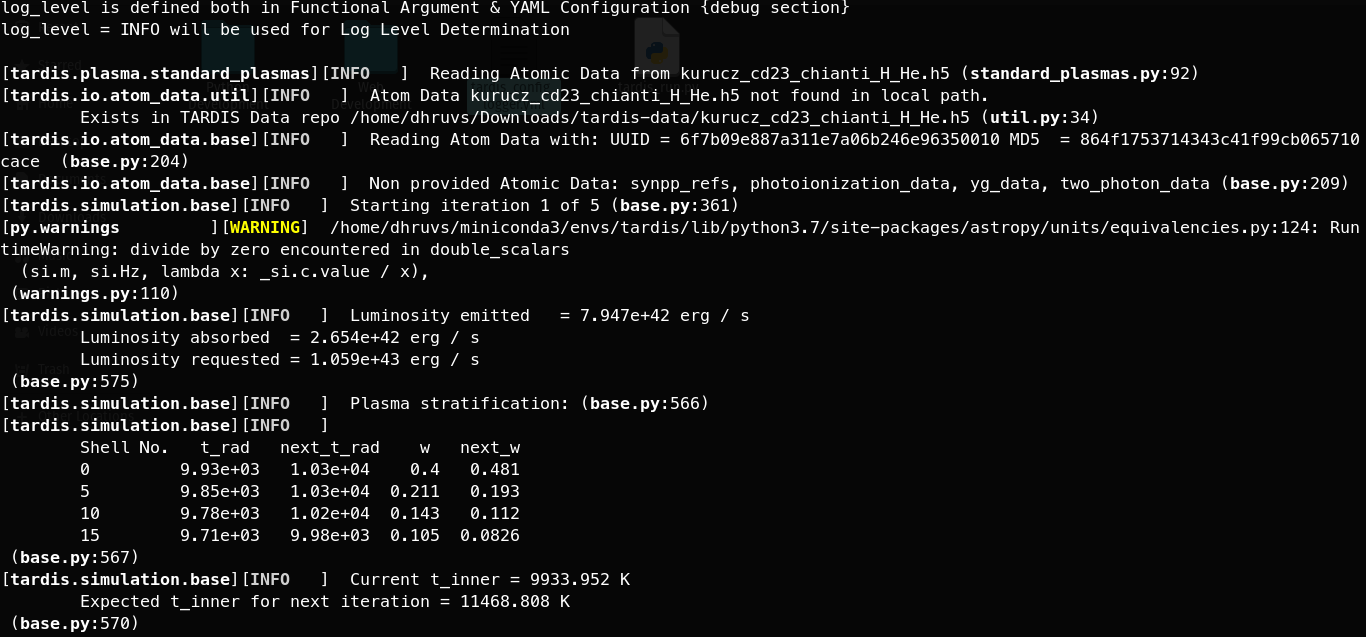 log_level is defined both in Functional Argument & YAML Configuration {debug section}
log_level = INFO will be used for Log Level Determination
[tardis.plasma.standard_plasmas][INFO   ]  Reading Atomic Data from kurucz_cd23_chianti_H_He.h5 (standard_plasmas.py:92)
[tardis.io.atom_data.util][INFO   ]  Atom Data kurucz_cd23_chianti_H_He.h5 not found in local path.
        Exists in TARDIS Data repo /home/dhruvs/Downloads/tardis-data/kurucz_cd23_chianti_H_He.h5 (util.py:34)
[tardis.io.atom_data.base][INFO   ]  Reading Atom Data with: UUID = 6f7b09e887a311e7a06b246e96350010 MD5  = 864f1753714343c41f99cb065710
cace  (base.py:204)
[tardis.io.atom_data.base][INFO   ]  Non provided Atomic Data: synpp_refs, photoionization_data, yg_data, two_photon_data (base.py:209)
[tardis.simulation.base][INFO   ]  Starting iteration 1 of 5 (base.py:361)
[py.warnings         ][WARNING]  /home/dhruvs/miniconda3/envs/tardis/lib/python3.7/site-packages/astropy/units/equivalencies.py:124: Run
timeWarning: divide by zero encountered in double_scalars
  (si.m, si.Hz, lambda x: _si.c.value / x),
 (warnings.py:110)
[tardis.simulation.base][INFO   ]  Luminosity emitted   = 7.947e+42 erg / s
        Luminosity absorbed  = 2.654e+42 erg / s
        Luminosity requested = 1.059e+43 erg / s
 (base.py:575)
[tardis.simulation.base][INFO   ]  Plasma stratification: (base.py:566)
[tardis.simulation.base][INFO   ]
        Shell No.   t_rad   next_t_rad    w   next_w
        0         9.93e+03   1.03e+04    0.4   0.481
        5         9.85e+03   1.03e+04  0.211   0.193
        10        9.78e+03   1.02e+04  0.143   0.112
        15        9.71e+03   9.98e+03  0.105  0.0826
 (base.py:567)
[tardis.simulation.base][INFO   ]  Current t_inner = 9933.952 K
        Expected t_inner for next iteration = 11468.808 K
 (base.py:570)